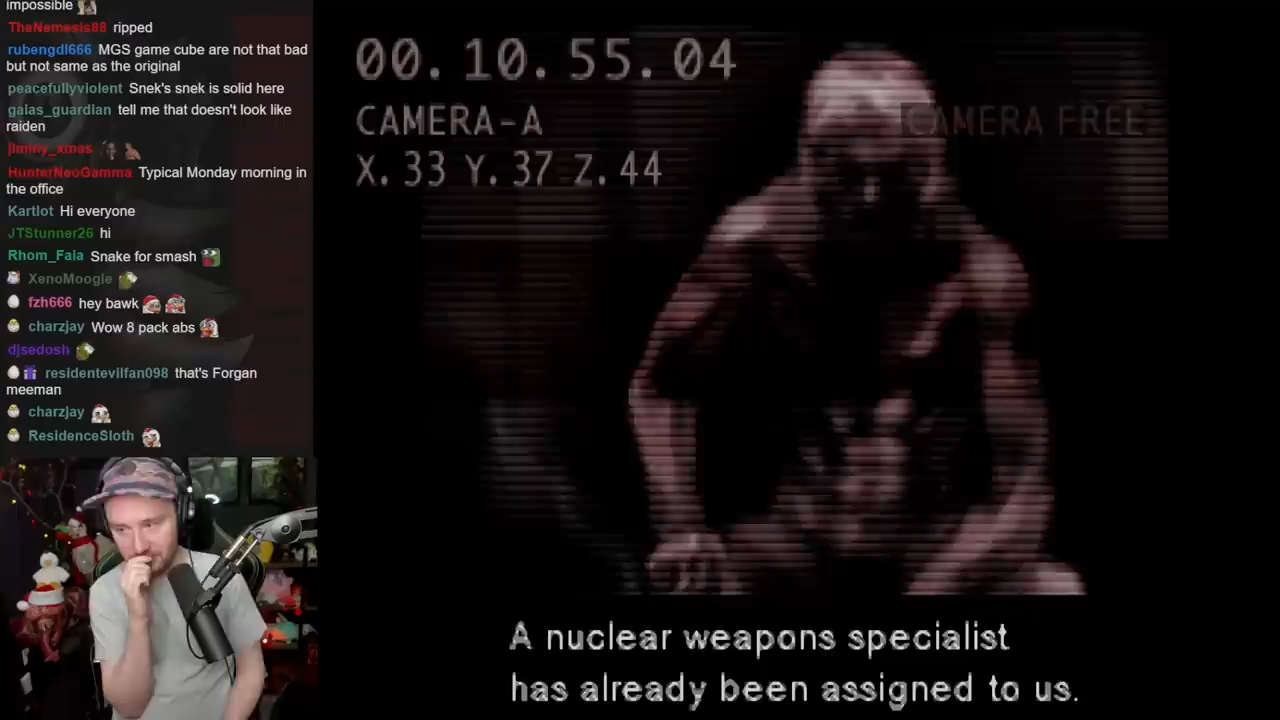 impossible
TheNemesis88 ripped
rubengdl666 MGS game cube are not that bad
but not same as the original
peacefullyviolent Snek's snek is solid here
galas_guardian tell me that doesn't look like
raiden
jiminy_xmas
HunterNeoGamma Typical Monday morning in
the office
Kartlot Hi everyone
JTStunner26 hi
Rhom_Faia Snake for smash
XenoMoogle
fzh666 hey bawk
charzjay Wow 8 pack abs
djsedosh
residentevilfan098 that's Forgan
meeman
charzjay
ResidenceSloth
00.10.55.04
CAMERA-A
X.33 Y.37 Z.44
CAMERA FREE
A nuclear weapons specialist
has already been assigned to us.